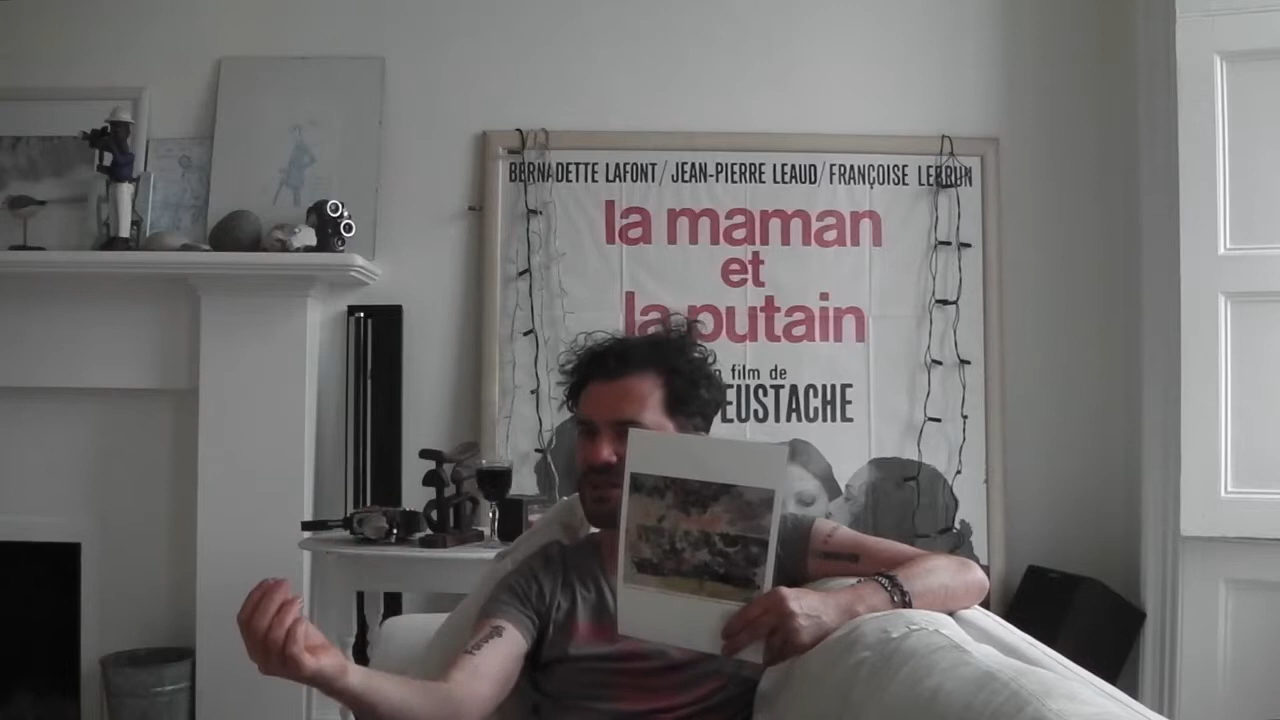 BERNADETTE LAFONT/JEAN-PIERRE LEAUD/FRANÇOISE LEBRUN
la maman
et
la putain
film de
EUSTACHE